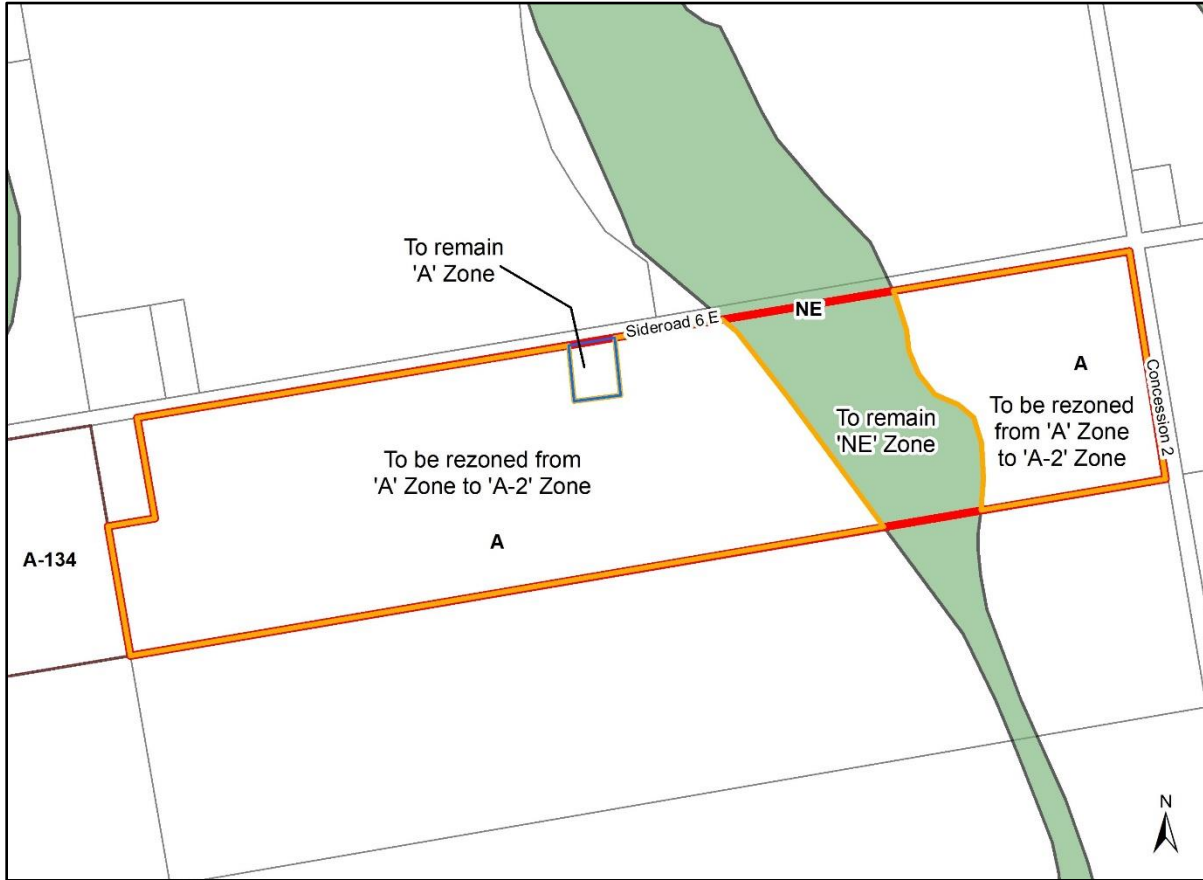 To remain
'A' Zone
Sideroad 6 E
NE
A
Concession 2
To be rezoned
from 'A' Zone
to 'A-2' Zone
To remain
'NE' Zone
To be rezoned from
'A' Zone to 'A-2' Zone
A
A-134
N